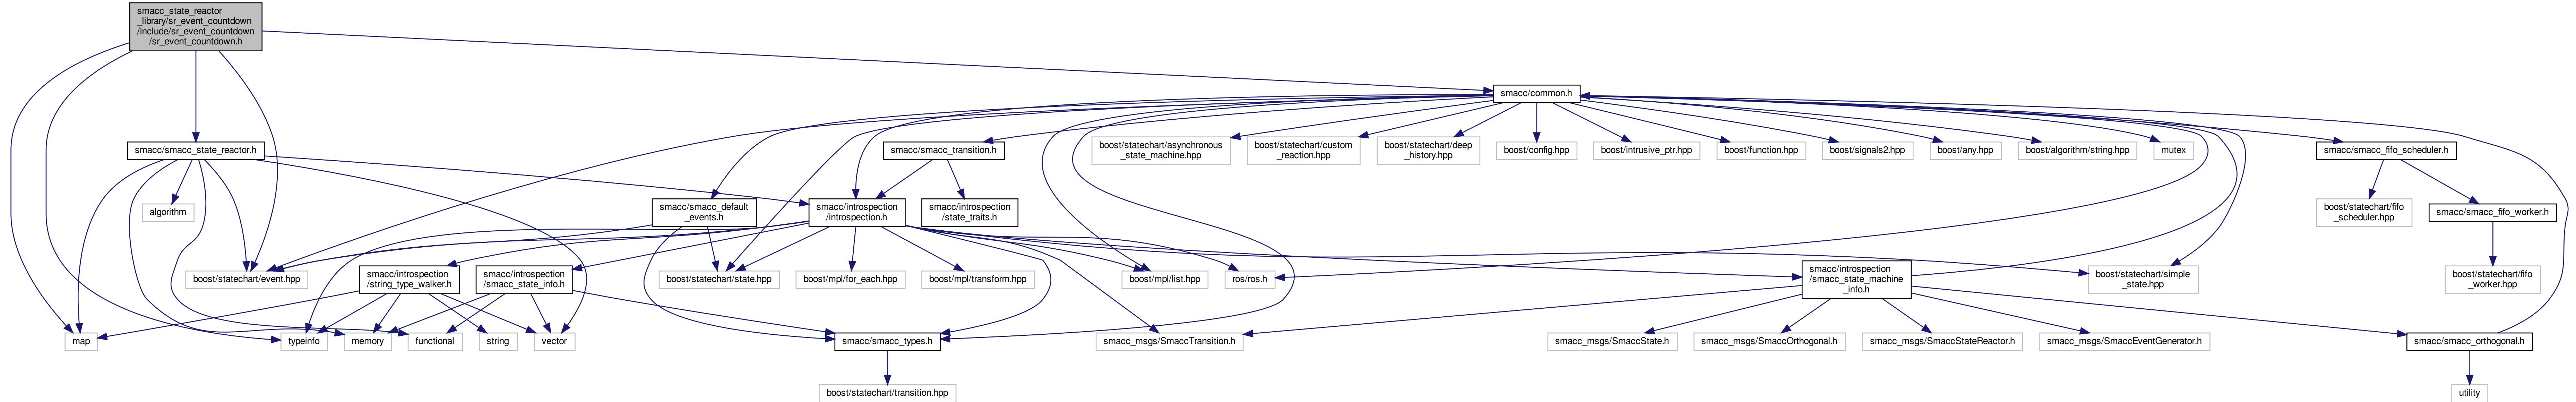 smacc_state_reactor
_library/sr_event_countdown
/include/sr_event_countdown
/sr_event_countdown.h
smacc/common.h
smacc/smacc_state_reactor.h
smacc/smacc_transition.h
boost/statechart/asynchronous
_state_machine.hpp
boost/statechart/custom
_reaction.hpp
boost/statechart/deep
_history.hpp
boost/config.hpp
boost/intrusive_ptr.hpp
boost/function.hpp
boost/signals2.hpp
boost/any.hpp
boost/algorithm/string.hpp
mutex
smacc/smacc_fifo_scheduler.h
algorithm
smacc/smacc_default
_events.h
smacc/introspection
/introspection.h
smacc/introspection
/state_traits.h
boost/statechart/fifo
_scheduler.hpp
smacc/smacc_fifo_worker.h
boost/statechart/event.hpp
smacc/introspection
/string_type_walker.h
smacc/introspection
/smacc_state_info.h
boost/statechart/state.hpp
boost/mpl/for_each.hpp
boost/mpl/transform.hpp
boost/mpl/list.hpp
ros/ros.h
smacc/introspection
/smacc_state_machine
_info.h
boost/statechart/simple
_state.hpp
boost/statechart/fifo
_worker.hpp
map
typeinfo
memory
functional
string
vector
smacc/smacc_types.h
smacc_msgs/SmaccTransition.h
smacc_msgs/SmaccState.h
smacc_msgs/SmaccOrthogonal.h
smacc_msgs/SmaccStateReactor.h
smacc_msgs/SmaccEventGenerator.h
smacc/smacc_orthogonal.h
boost/statechart/transition.hpp
utility